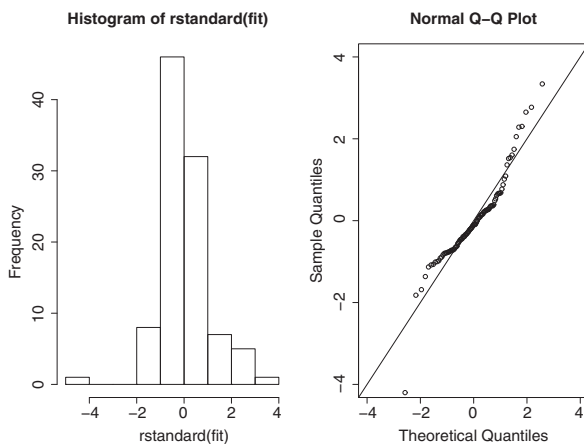 Histogram of rstandard(fit)
Frequency
0 10 20 30 40
−4 −2 0 2 4
rstandard(fit)
Normal Q−Q Plot
Sample Quantiles
−4 −2 0 2 4
−4 −2 0 2 4
Theoretical Quantiles